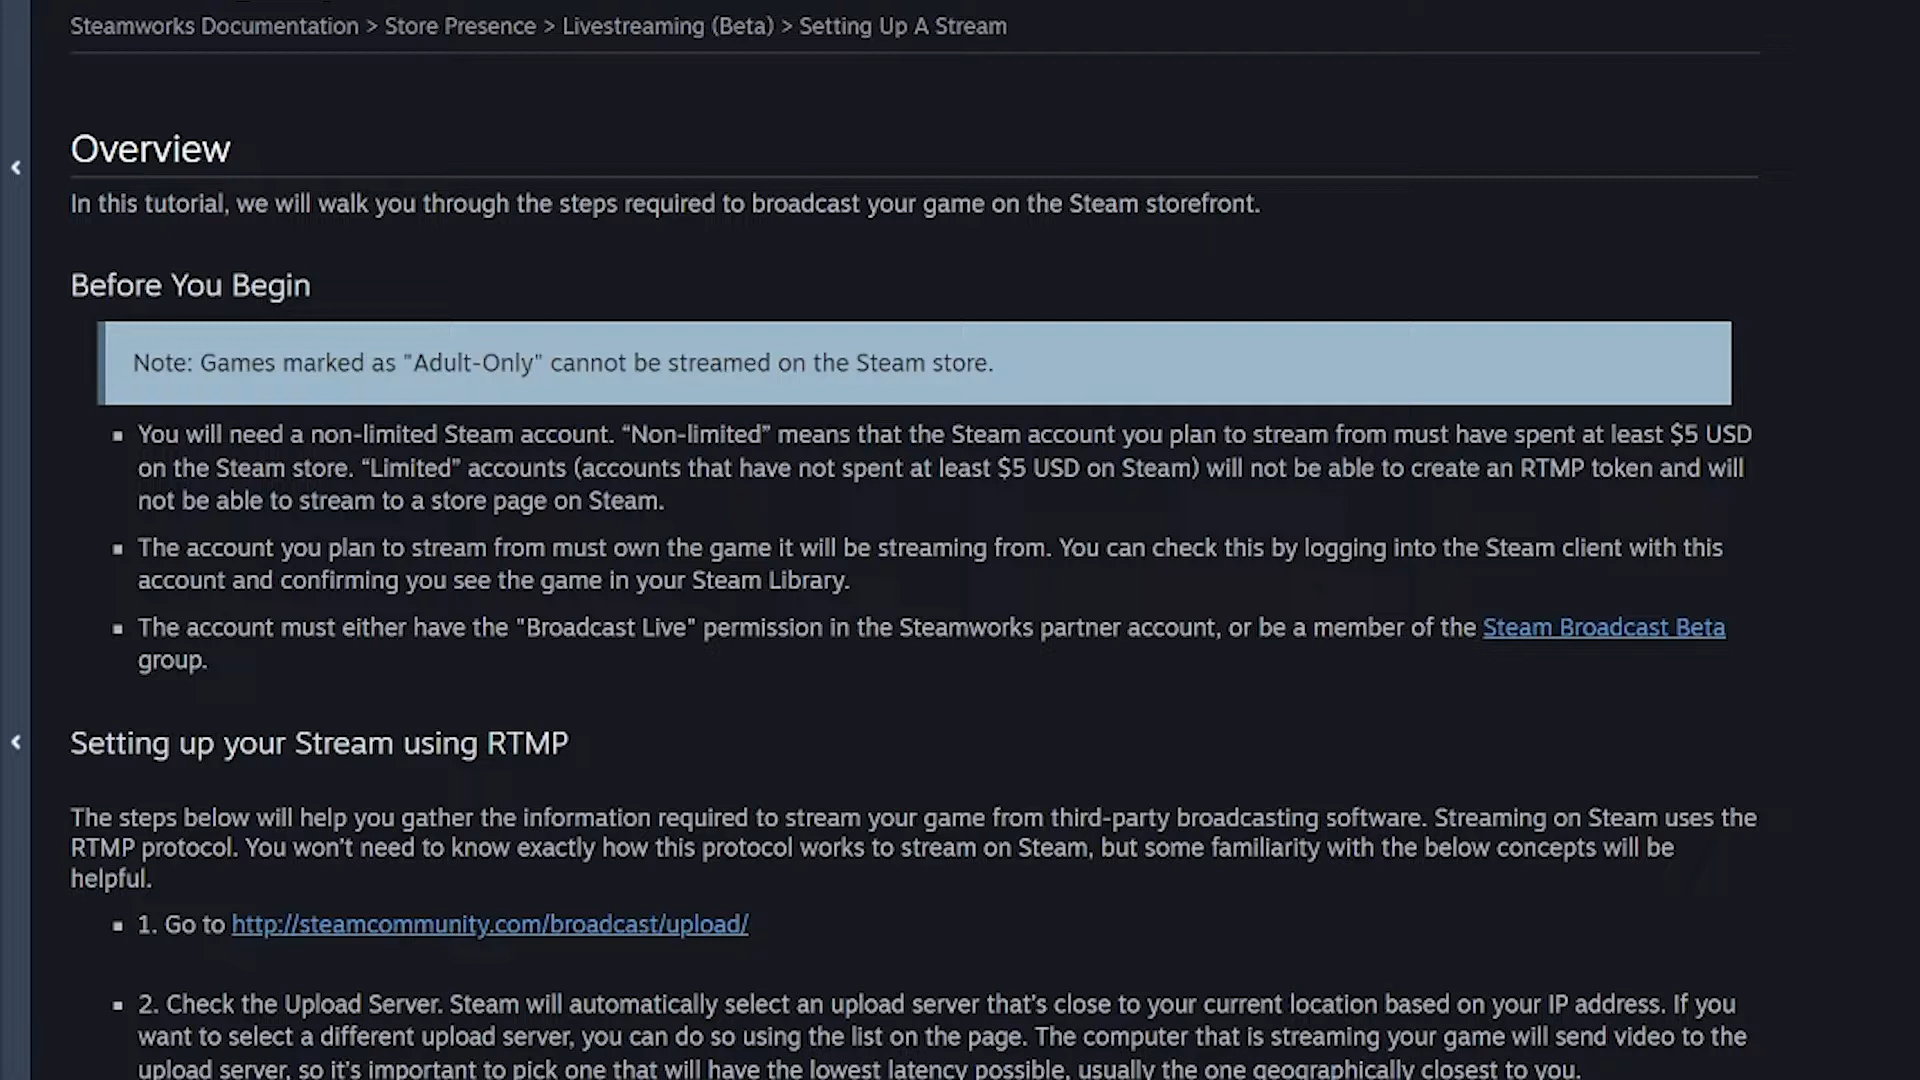 Steamworks Documentation > Store Presence > Livestreaming (Beta) > Setting Up A Stream
Overview
In this tutorial, we will walk you through the steps required to broadcast your game on the Steam storefront.
Before You Begin
Note: Games marked as "Adult-Only" cannot be streamed on the Steam store.
▪ You will need a non-limited Steam account. “Non-limited” means that the Steam account you plan to stream from must have spent at least $5 USD
on the Steam store. “Limited” accounts (accounts that have not spent at least $5 USD on Steam) will not be able to create an RTMP token and will
not be able to stream to a store page on Steam.
▪ The account you plan to stream from must own the game it will be streaming from. You can check this by logging into the Steam client with this
account and confirming you see the game in your Steam Library.
▪ The account must either have the "Broadcast Live" permission in the Steamworks partner account, or be a member of the Steam Broadcast Beta
group.
Setting up your Stream using RTMP
The steps below will help you gather the information required to stream your game from third-party broadcasting software. Streaming on Steam uses the
RTMP protocol. You won’t need to know exactly how this protocol works to stream on Steam, but some familiarity with the below concepts will be
helpful.
▪ 1. Go to http://steamcommunity.com/broadcast/upload/
▪ 2. Check the Upload Server. Steam will automatically select an upload server that’s close to your current location based on your IP address. If you
want to select a different upload server, you can do so using the list on the page. The computer that is streaming your game will send video to the
upload server, so it’s important to pick one that will have the lowest latency possible, usually the one geographically closest to you.